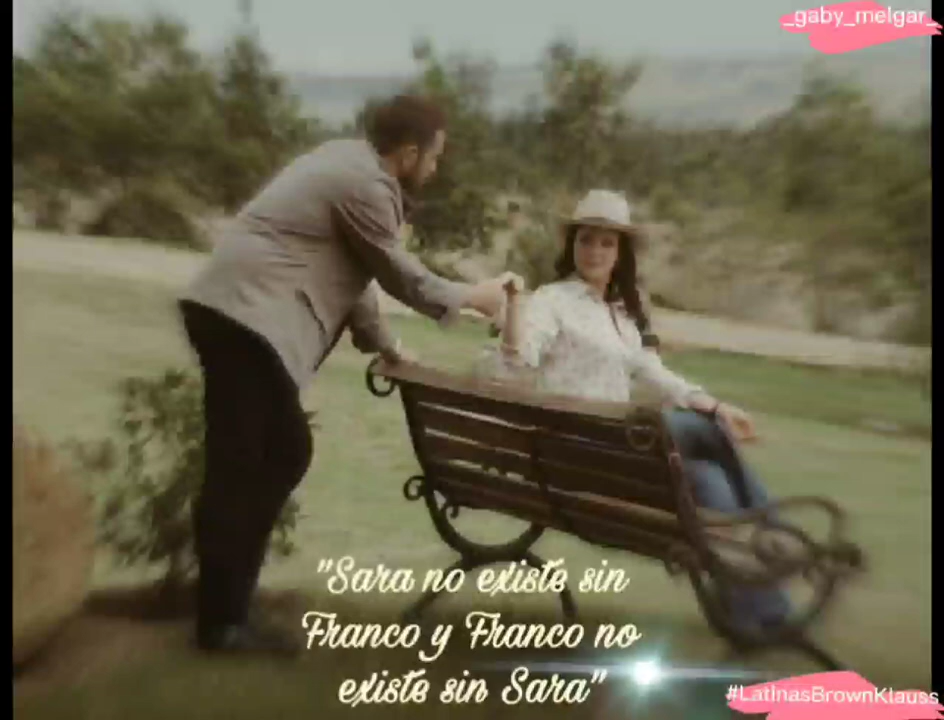 _gaby_melgar_
"Sara no existe sin
Franco y Franco no
existe sin Sara"
#LatinasBrownKlauss